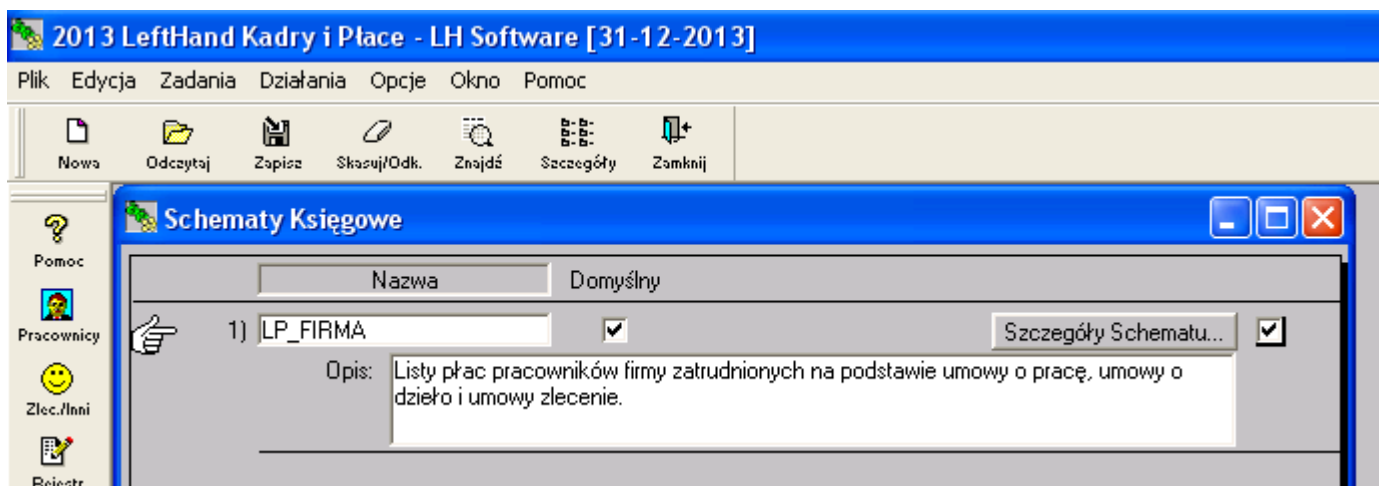 2013 LeftHand Kadry i Płace - LH Software [31-12-2013]
Plik Edycja Zadania Działania Opcje Okno Pomoc
Nowa Odczytaj Zapisz Skasuj/Odk. Znajdź Szczegóły Zamknij
Schematy Księgowe
Pomoc
Nazwa Domyślny
Pracownicy
1) LP_FIRMA Szczegóły Schematu...
Opis: Listy płac pracowników firmy zatrudnionych na podstawie umowy o pracę, umowy o
dzieło i umowy zlecenie.
Zlec./Inni
Rejestr